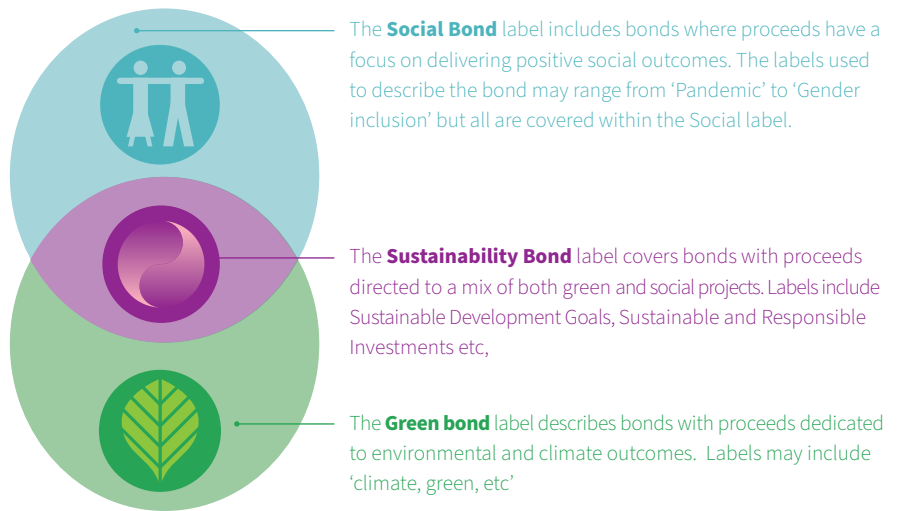 The Social Bond label includes bonds where proceeds have a
focus on delivering positive social outcomes. The labels used
to describe the bond may range from ‘Pandemic’ to ‘Gender
inclusion’ but all are covered within the Social label.
The Sustainability Bond label covers bonds with proceeds
directed to a mix of both green and social projects. Labels include
Sustainable Development Goals, Sustainable and Responsible
Investments etc,
The Green bond label describes bonds with proceeds dedicated
to environmental and climate outcomes.  Labels may include
‘climate, green, etc’